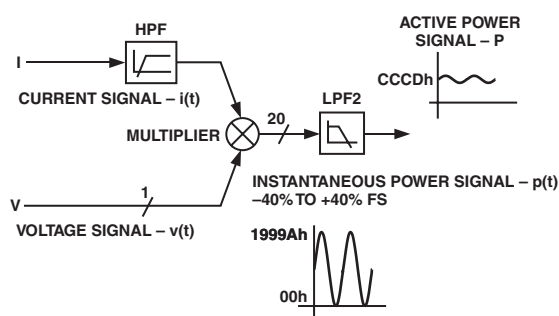 HPF
I
CURRENT SIGNAL – i(t)
MULTIPLIER
20
LPF2
ACTIVE POWER
SIGNAL – P
CCCDh
V
1
VOLTAGE SIGNAL – v(t)
INSTANTANEOUS POWER SIGNAL – p(t)
–40% TO +40% FS
1999Ah
00h